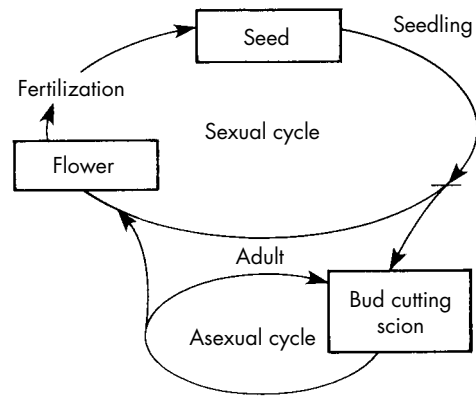 Seedling
Seed
Fertilization
Sexual cycle
Flower
Adult
Bud cutting
scion
Asexual cycle